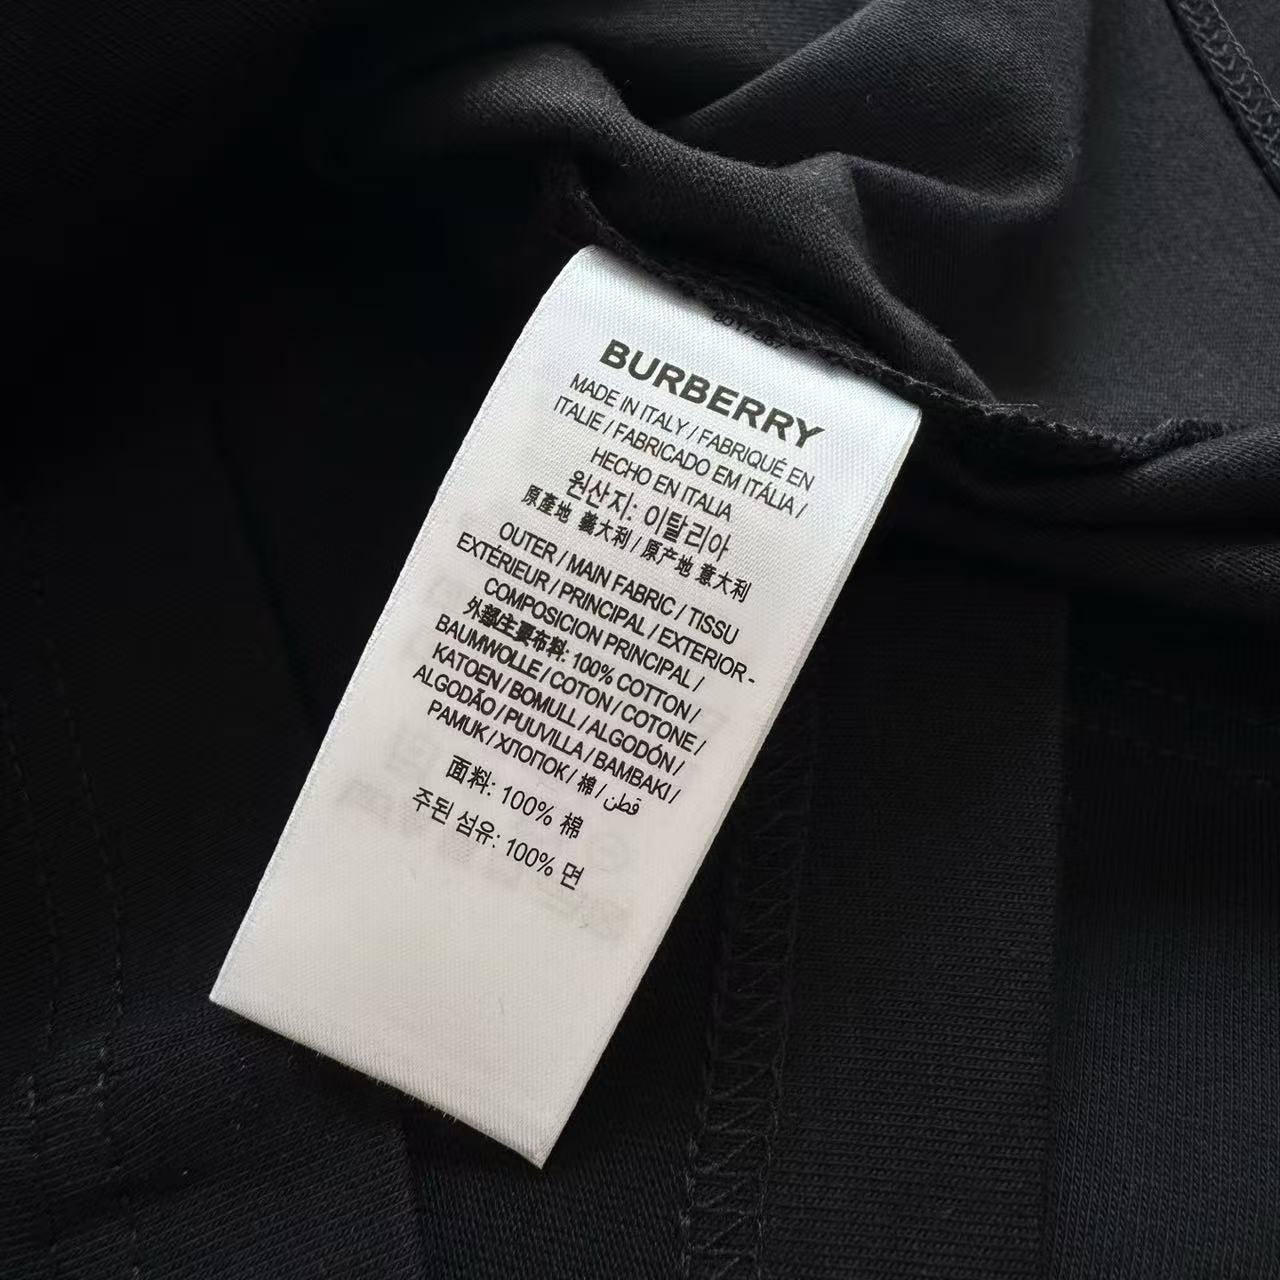 BURBERRY
MADE IN ITALY / FABRIQUÉ EN
ITALIE / FABRICADO EM ITÁLIA /
HECHO EN ITALIA
원산지: 이탈리아
原產地 義大利 / 原产地 意大利
OUTER / MAIN FABRIC / TISSU
EXTÉRIEUR / PRINCIPAL / EXTERIOR -
COMPOSICION PRINCIPAL /
外部主要布料: 100% COTTON /
BAUMWOLLE / COTON / COTONE /
KATOEN / BOMULL / ALGODÓN /
ALGODÃO / PUUVILLA / BAMBAKI /
PAMUK / ХЛОПОК / 棉 / قطن
面料: 100% 棉
주된 섬유: 100% 면